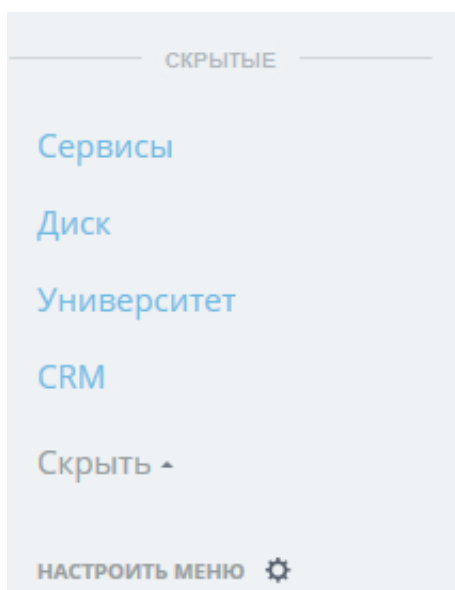 СКРЫТЫЕ
Сервисы
Диск
Университет
CRM
Скрыть
НАСТРОИТЬ МЕНЮ